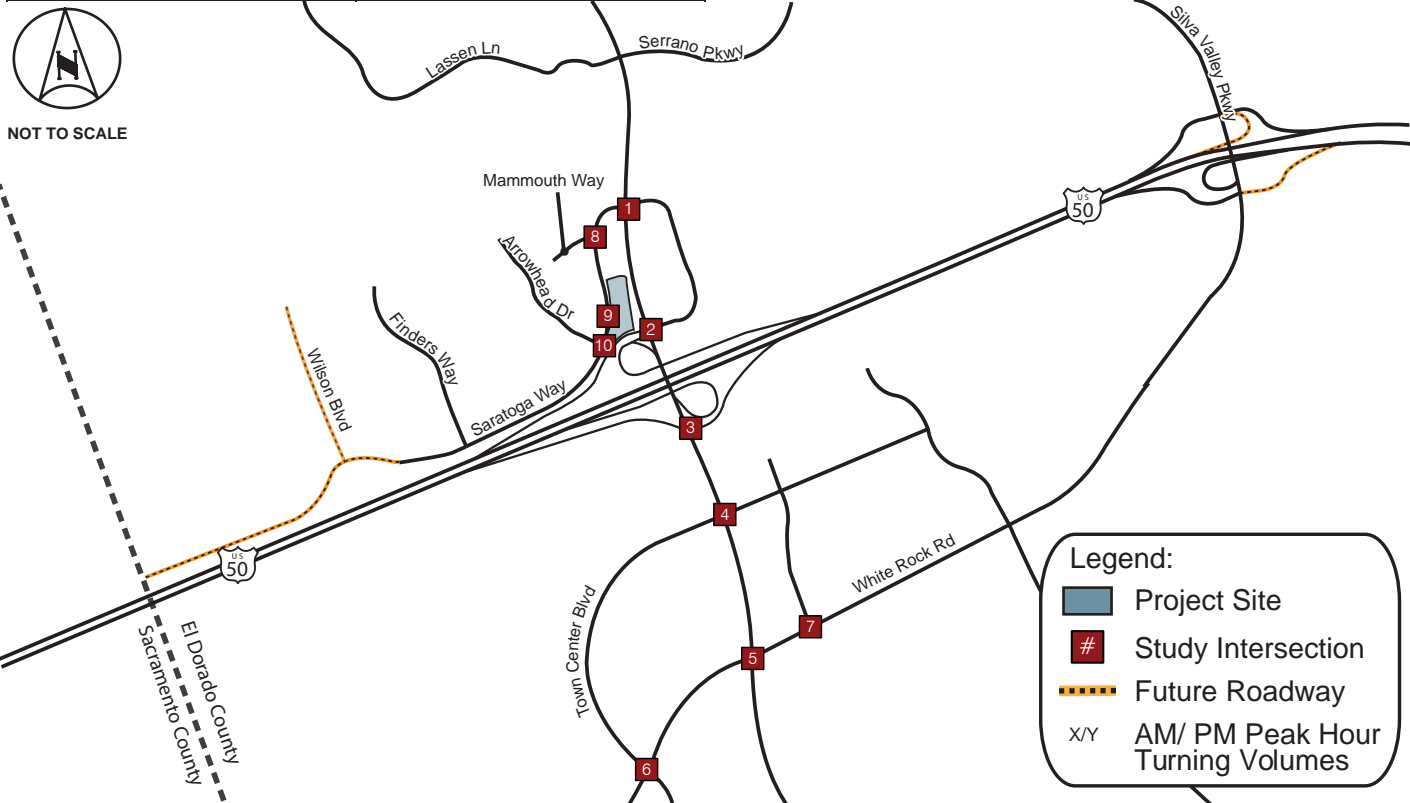 Silva Valley Pkwy
Lassen Ln
Serrano Pkwy
N
NOT TO SCALE
Mammouth Way
1
US
50
8
Arrowhead Dr
9
2
Finders Way
10
Wilson Blvd
Saratoga Way
3
4
US
50
White Rock Rd
Legend:
Project Site
# Study Intersection
Future Roadway
X/Y AM/ PM Peak Hour
Turning Volumes
Town Center Blvd
7
El Dorado County
Sacramento County
5
6